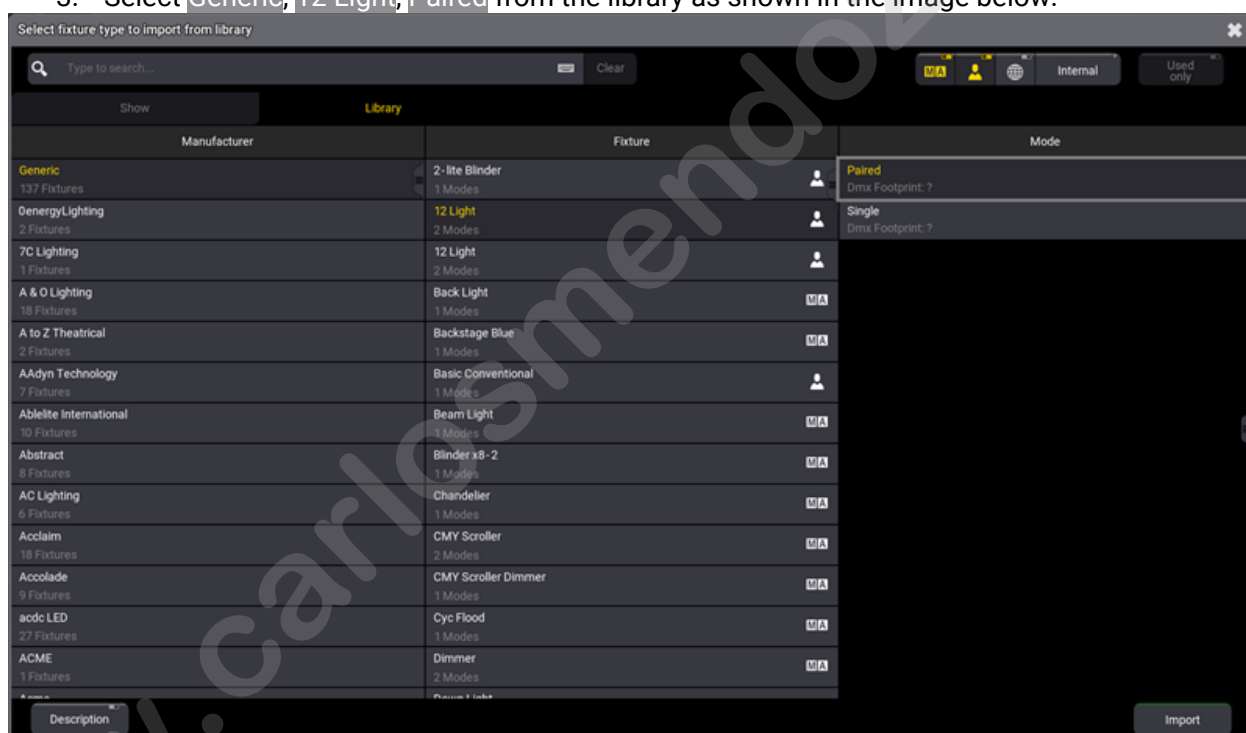 Select Generic, 12 Light, Paired from the library as shown in the image below.
Select fixture type to import from library
Type to search... Clear MA Internal Used only
Show Library
Manufacturer Fixture Mode
Generic
137 Fixtures
0energyLighting
2 Fixtures
7C Lighting
1 Fixtures
A & O Lighting
18 Fixtures
A to Z Theatrical
2 Fixtures
AAdyn Technology
7 Fixtures
Ablelite International
10 Fixtures
Abstract
8 Fixtures
AC Lighting
6 Fixtures
Acclaim
18 Fixtures
Accolade
9 Fixtures
acdc LED
27 Fixtures
ACME
1 Fixtures
2-lite Blinder
1 Modes
12 Light
2 Modes
12 Light
2 Modes
Back Light
1 Modes
MA
Backstage Blue
1 Modes
MA
Basic Conventional
1 Modes
Beam Light
1 Modes
MA
Blinder x8-2
1 Modes
MA
Chandelier
1 Modes
MA
CMY Scroller
2 Modes
MA
CMY Scroller Dimmer
1 Modes
MA
Cyc Flood
1 Modes
MA
Dimmer
2 Modes
MA
Down Light
Paired
Dmx Footprint: ?
Single
Dmx Footprint: ?
Description Import
. carlosmendoz